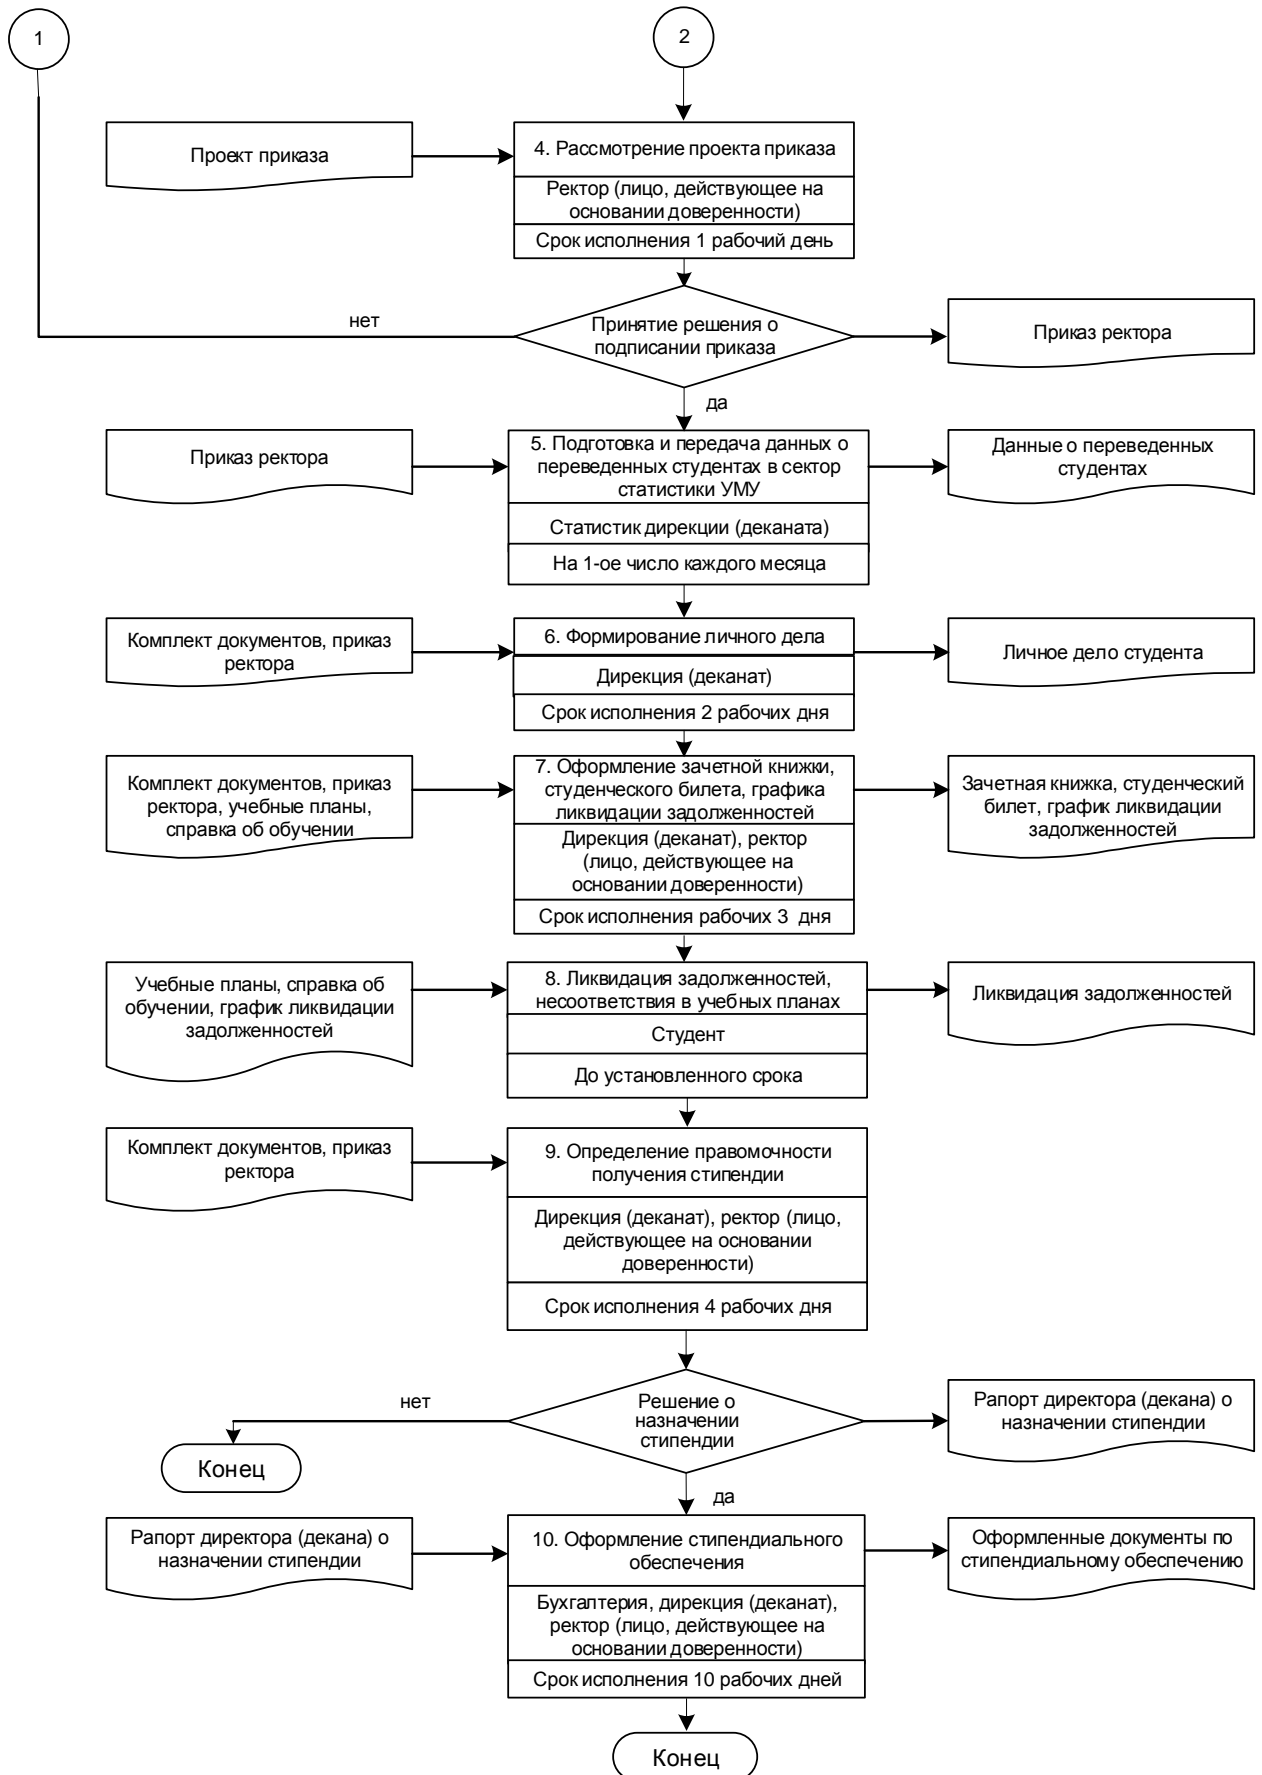 1
2
Проект приказа
4. Рассмотрение проекта приказа
Ректор (лицо, действующее на
основании доверенности)
Срок исполнения 1 рабочий день
нет
Принятие решения о
подписании приказа
Приказ ректора
да
Приказ ректора
5. Подготовка и передача данных о
переведенных студентах в сектор
статистики УМУ
Данные о переведенных
студентах
Статистик дирекции (деканата)
На 1-ое число каждого месяца
Комплект документов, приказ
ректора
6. Формирование личного дела
Личное дело студента
Дирекция (деканат)
Срок исполнения 2 рабочих дня
Комплект документов, приказ
ректора, учебные планы,
справка об обучении
7. Оформление зачетной книжки,
студенческого билета, графика
ликвидации задолженностей
Зачетная книжка, студенческий
билет, график ликвидации
задолженностей
Дирекция (деканат), ректор
(лицо, действующее на
основании доверенности)
Срок исполнения рабочих 3 дня
Учебные планы, справка об
обучении, график ликвидации
задолженностей
8. Ликвидация задолженностей,
несоответствия в учебных планах
Ликвидация задолженностей
Студент
До установленного срока
Комплект документов, приказ
ректора
9. Определение правомочности
получения стипендии
Дирекция (деканат), ректор (лицо,
действующее на основании
доверенности)
Срок исполнения 4 рабочих дня
нет
Решение о
назначении
стипендии
Рапорт директора (декана) о
назначении стипендии
Конец
да
Рапорт директора (декана) о
назначении стипендии
10. Оформление стипендиального
обеспечения
Оформленные документы по
стипендиальному обеспечению
Бухгалтерия, дирекция (деканат),
ректор (лицо, действующее на
основании доверенности)
Срок исполнения 10 рабочих дней
Конец